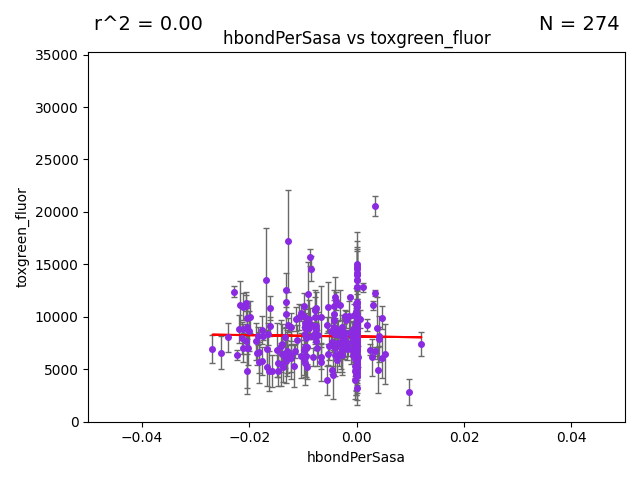 r^2 = 0.00
N = 274
hbondPerSasa vs toxgreen_fluor
35000
30000
25000
20000
15000
10000
5000
0
toxgreen_fluor
−0.04
−0.02
0.00
0.02
0.04
hbondPerSasa